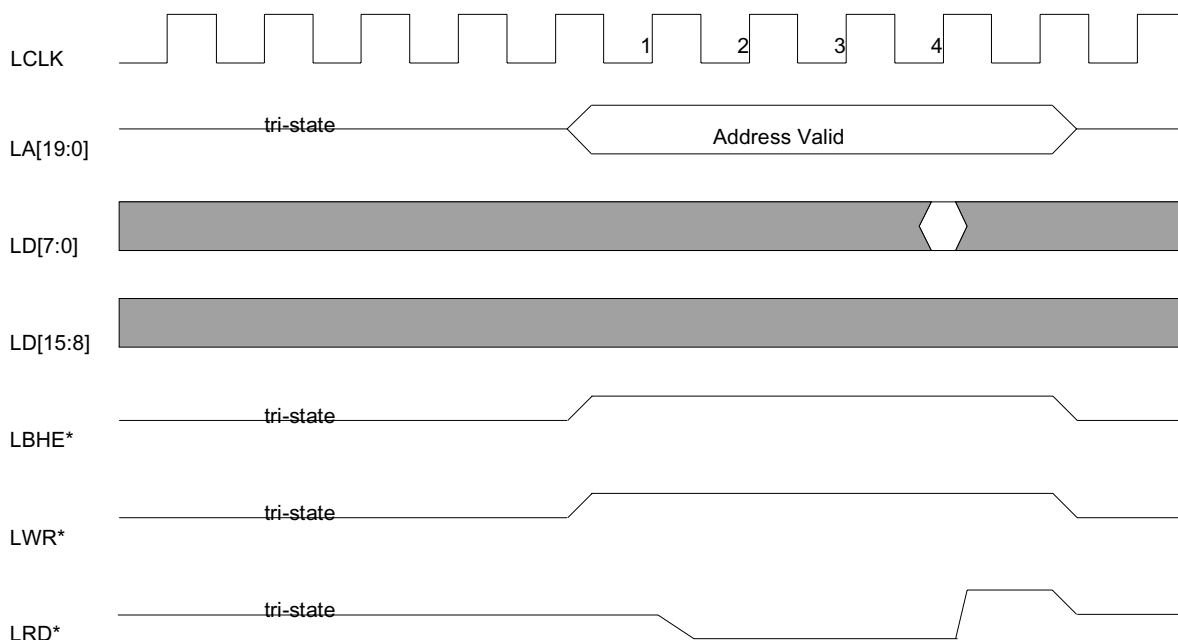 1 2 3 4
LCLK
tri-state
Address Valid
LA[19:0]
LD[7:0]
LD[15:8]
tri-state
LBHE*
tri-state
LWR*
tri-state
LRD*